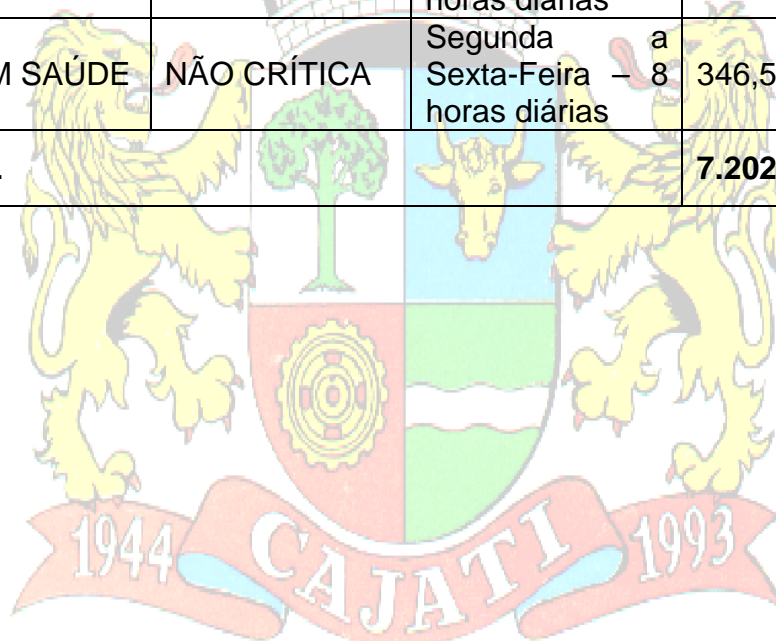 horas diárias
M SAÚDE NÃO CRÍTICA Segunda a
Sexta-Feira – 8
horas diárias 346,5
7.202
1944 CAJATI 1993